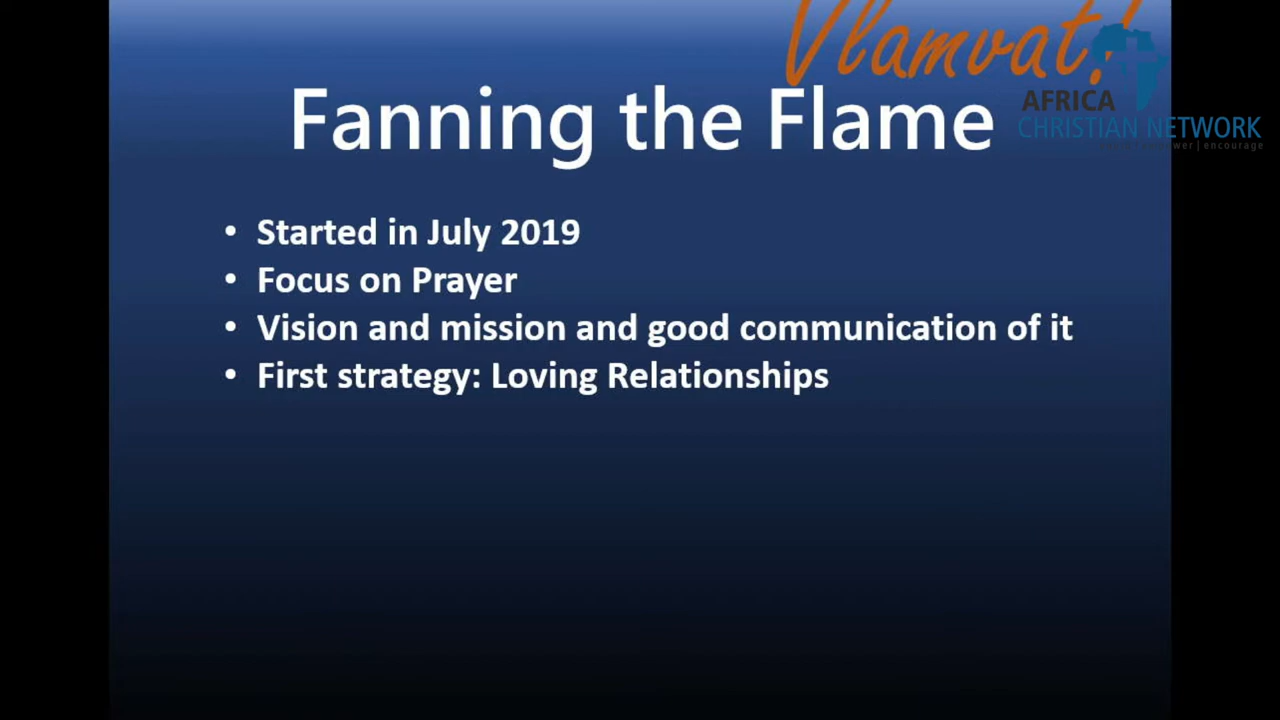 Vlamvat!
AFRICA
CHRISTIAN NETWORK
encourage
Fanning the Flame
• Started in July 2019
• Focus on Prayer
• Vision and mission and good communication of it
• First strategy: Loving Relationships